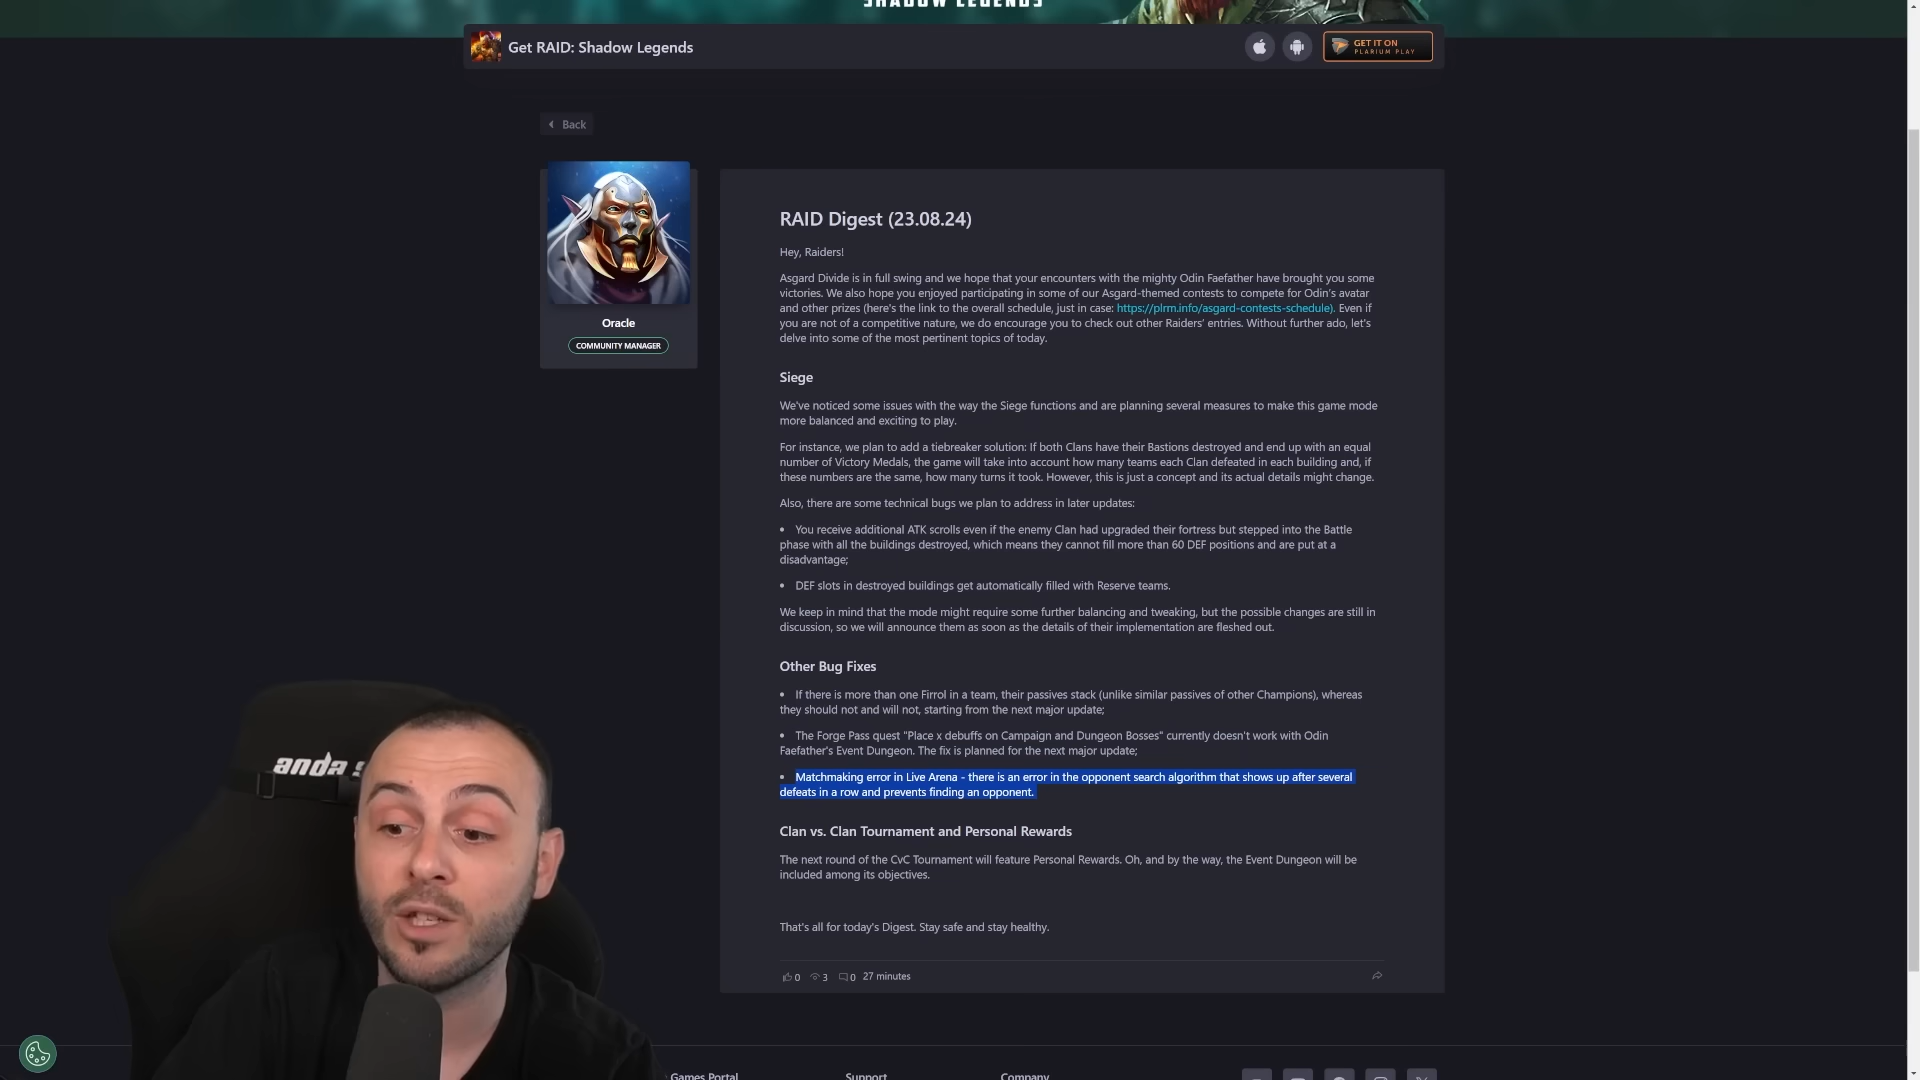 SHADOW LEGENDS
Get RAID: Shadow Legends
GET IT ON
PLARIUM PLAY
Back
Oracle
COMMUNITY MANAGER
RAID Digest (23.08.24)
Hey, Raiders!
Asgard Divide is in full swing and we hope that your encounters with the mighty Odin Faefather have brought you some
victories. We also hope you enjoyed participating in some of our Asgard-themed contests to compete for Odin's avatar
and other prizes (here's the link to the overall schedule, just in case: https://plrm.info/asgard-contests-schedule). Even if
you are not of a competitive nature, we do encourage you to check out other Raiders' entries. Without further ado, let's
delve into some of the most pertinent topics of today.
Siege
We've noticed some issues with the way the Siege functions and are planning several measures to make this game mode
more balanced and exciting to play.
For instance, we plan to add a tiebreaker solution: If both Clans have their Bastions destroyed and end up with an equal
number of Victory Medals, the game will take into account how many teams each Clan defeated in each building and, if
these numbers are the same, how many turns it took. However, this is just a concept and its actual details might change.
Also, there are some technical bugs we plan to address in later updates:
• You receive additional ATK scrolls even if the enemy Clan had upgraded their fortress but stepped into the Battle
phase with all the buildings destroyed, which means they cannot fill more than 60 DEF positions and are put at a
disadvantage;
• DEF slots in destroyed buildings get automatically filled with Reserve teams.
We keep in mind that the mode might require some further balancing and tweaking, but the possible changes are still in
discussion, so we will announce them as soon as the details of their implementation are fleshed out.
Other Bug Fixes
• If there is more than one Firrol in a team, their passives stack (unlike similar passives of other Champions), whereas
they should not and will not, starting from the next major update;
• The Forge Pass quest "Place x debuffs on Campaign and Dungeon Bosses" currently doesn't work with Odin
Faefather's Event Dungeon. The fix is planned for the next major update;
• Matchmaking error in Live Arena - there is an error in the opponent search algorithm that shows up after several
defeats in a row and prevents finding an opponent.
Clan vs. Clan Tournament and Personal Rewards
The next round of the CvC Tournament will feature Personal Rewards. Oh, and by the way, the Event Dungeon will be
included among its objectives.
That's all for today's Digest. Stay safe and stay healthy.
0 3 0 27 minutes
anda s
Games Portal
Support
Company